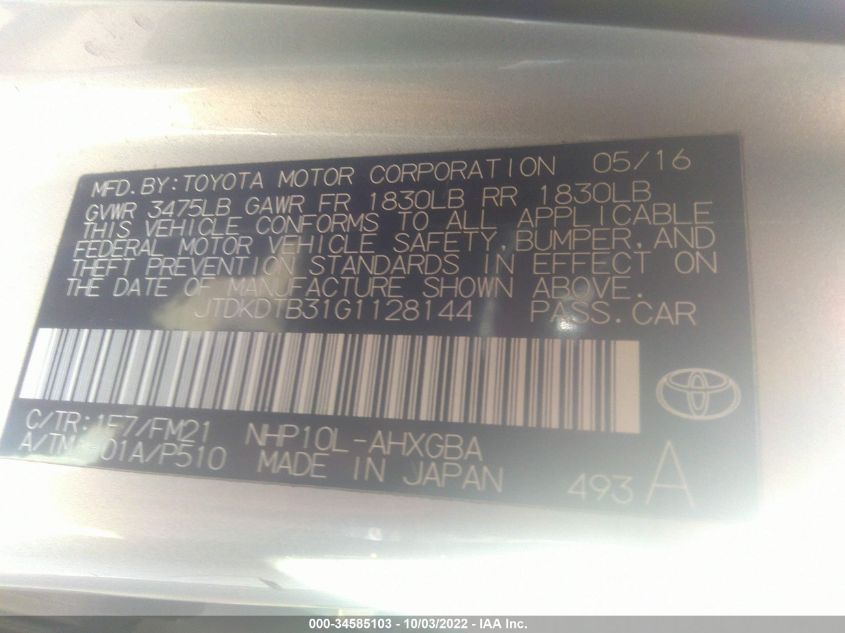 MFD.BY:TOYOTA MOTOR CORPORATION 05/16
GVWR 3475LB GAWR FR 1830LB RR 1830LB
THIS VEHICLE CONFORMS TO ALL APPLICABLE
FEDERAL MOTOR VEHICLE SAFETY,BUMPER,AND
THEFT PREVENTION STANDARDS IN EFFECT ON
THE DATE OF MANUFACTURE SHOWN ABOVE.
JTDKDTB31G1128144 PASS.CAR
C/TR:1F7/FM21 NHP10L-AHXGBA
01A/P510 MADE IN JAPAN
493 A
000-34585103 - 10/03/2022 - IAA Inc.